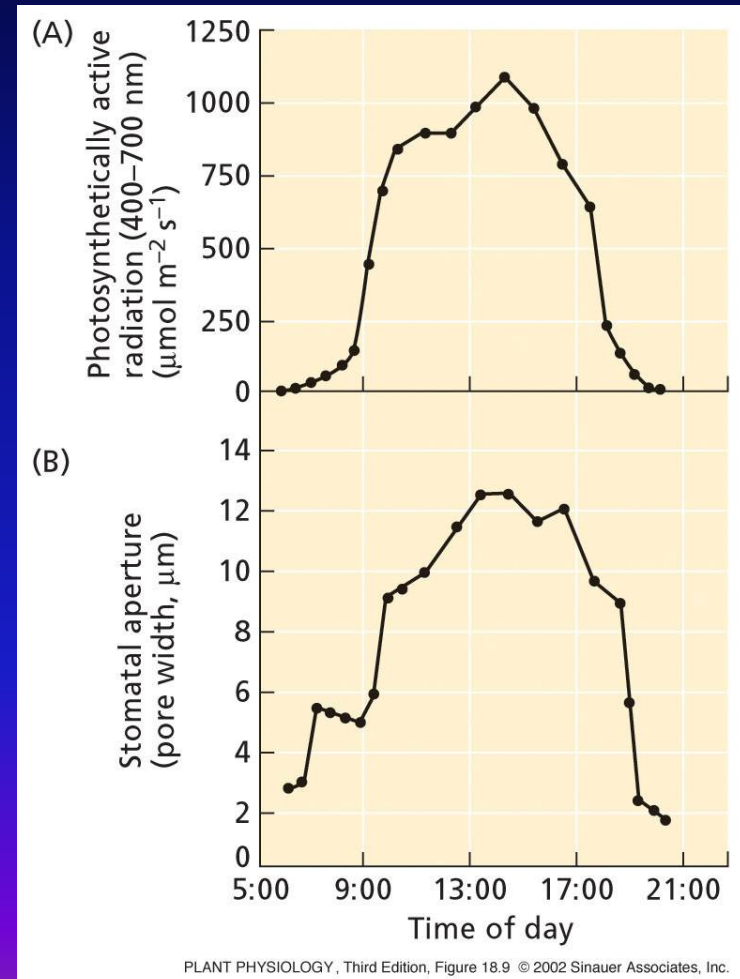 (A)
Photosynthetically active
radiation (400–700 nm)
(μmol m⁻² s⁻¹)
1250
1000
750
500
250
0
(B)
Stomatal aperture
(pore width, μm)
14
12
10
8
6
4
2
0
5:00 9:00 13:00 17:00 21:00
Time of day
PLANT PHYSIOLOGY, Third Edition, Figure 18.9 © 2002 Sinauer Associates, Inc.